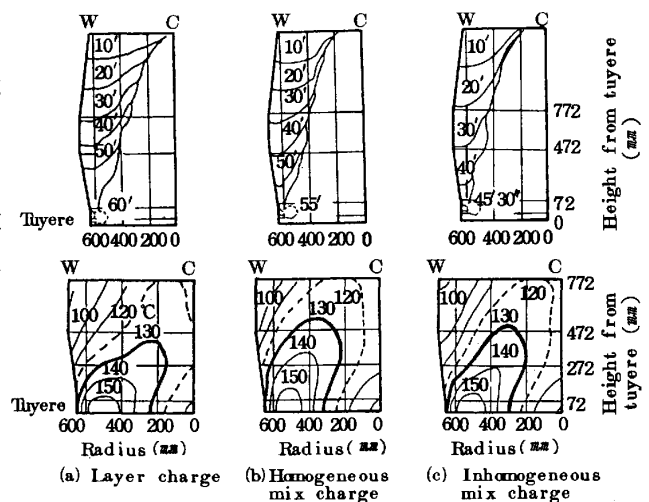 W C W C W C
10′ 10′ 10′
20′ 20′ 20′
30′ 30′ 30′
40′ 40′ 40′
50′ 50′
60′ 55′ 45′30″
772
472
72
0
Height from tuyere
(mm)
Tuyere
600 400 200 0 600 400 200 0 600 400 200 0
W C W C W C
100 120℃ 130 140 150
100 120 130 140 150
100 120 130 140 150
772
472
272
72
Height from
tuyere (mm)
Tuyere
600 400 200 0 600 400 200 0 600 400 200 0
Radius(mm) Radius(mm) Radius(mm)
(a) Layer charge (b) Homogeneous (c) Inhomogeneous
mix charge mix charge